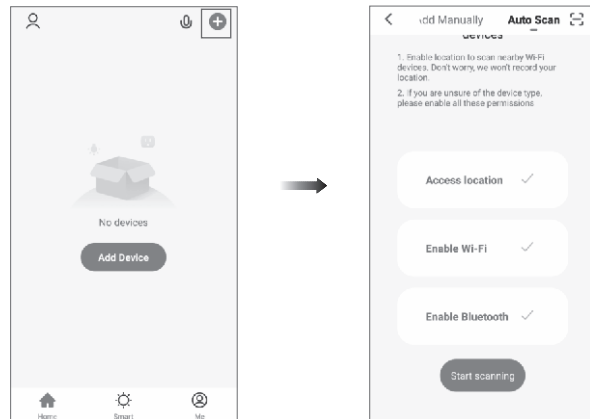 No devices
Add Device
Home
Smart
Me
dd Manually Auto Scan
devices
1. Enable location to scan nearby Wi-Fi
devices. Don't worry, we won't record your
location.
2. If you are unsure of the device type,
please enable all these permissions
Access location
Enable Wi-Fi
Enable Bluetooth
Start scanning